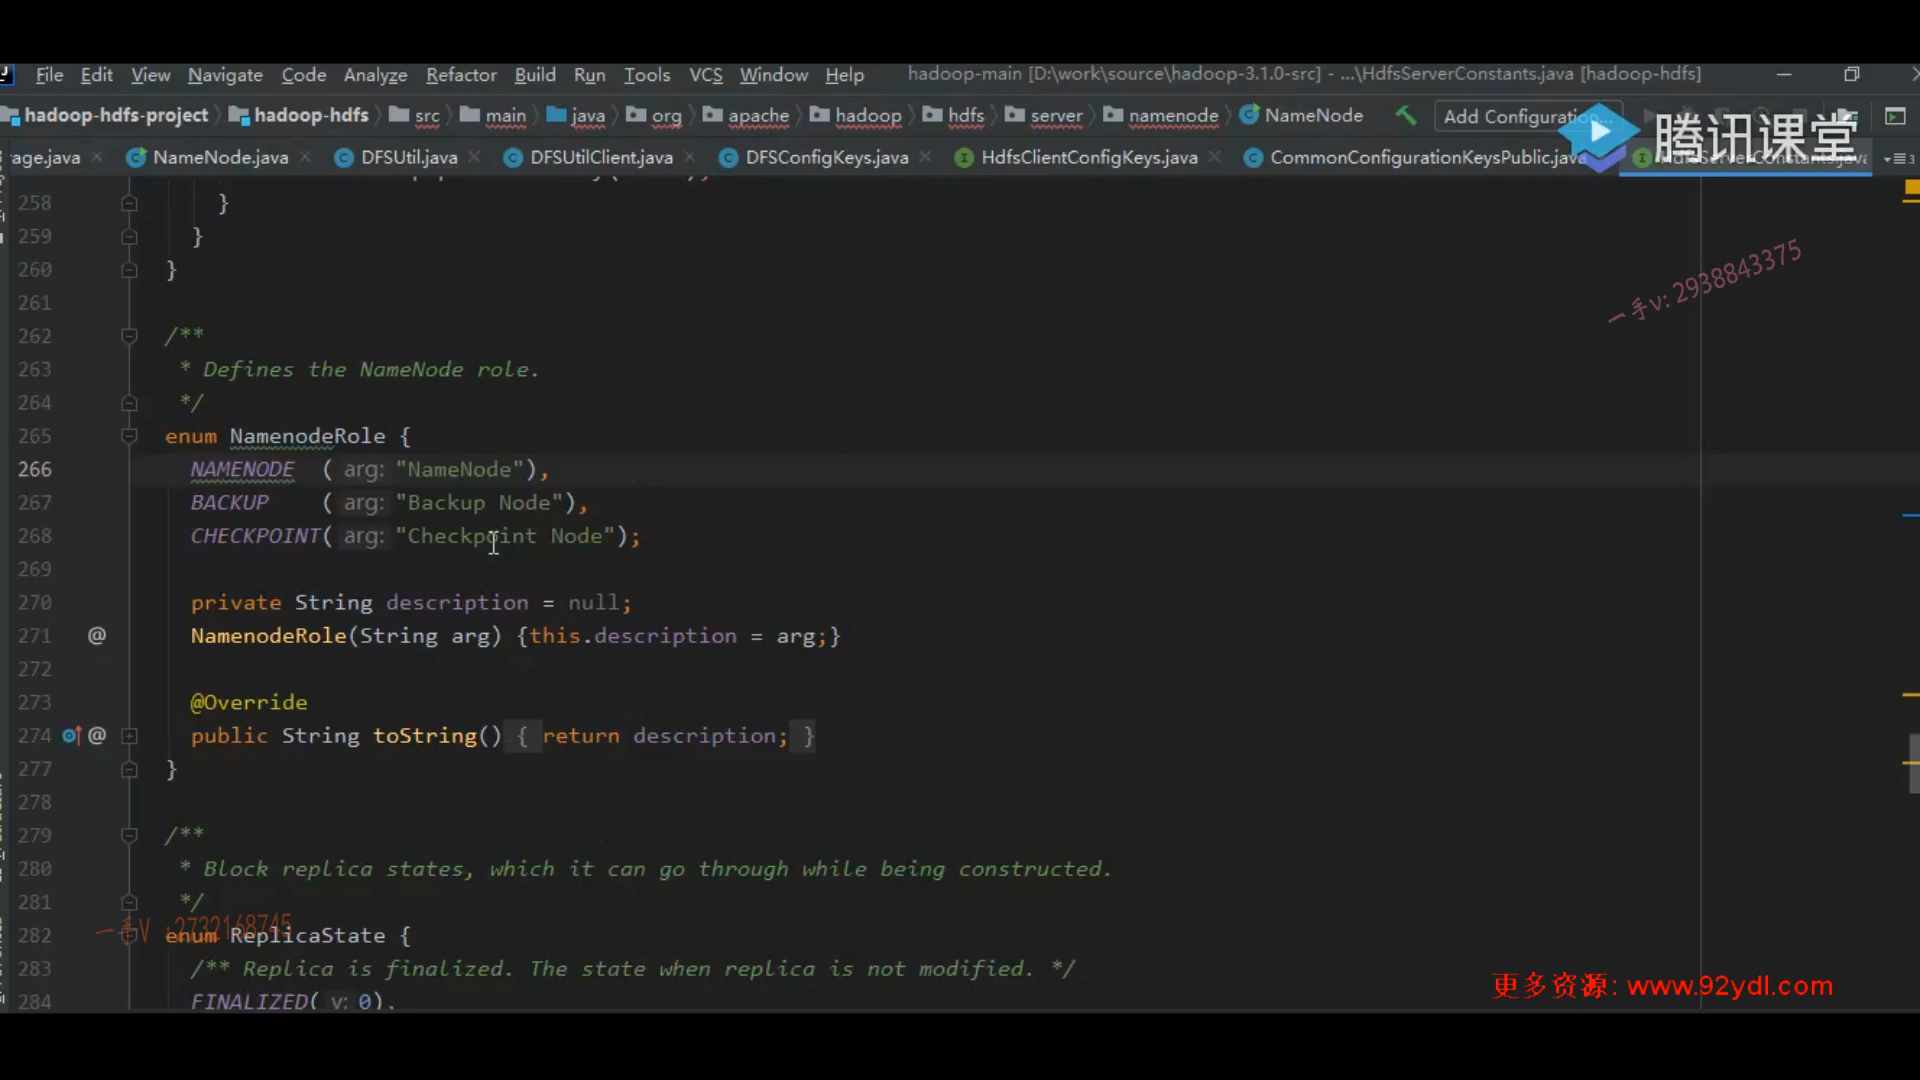 File Edit View Navigate Code Analyze Refactor Build Run Tools VCS Window Help hadoop-main [D:\work\source\hadoop-3.1.0-src] - ...\HdfsServerConstants.java [hadoop-hdfs]
hadoop-hdfs-project hadoop-hdfs src main java org apache hadoop hdfs server namenode NameNode Add Configuration...
腾讯课堂
rage.java NameNode.java DFSUtil.java DFSUtilClient.java DFSConfigKeys.java HdfsClientConfigKeys.java CommonConfigurationKeysPublic.java HdfsServerConstants.java
258 }
259 }
260 }
一手v: 2938843375
261
262 /**
263 * Defines the NameNode role.
264 */
265 enum NamenodeRole {
266 NAMENODE ( arg: "NameNode"),
267 BACKUP ( arg: "Backup Node"),
268 CHECKPOINT( arg: "Checkpoint Node");
269
270 private String description = null;
271 @ NamenodeRole(String arg) {this.description = arg;}
272
273 @Override
274 @ public String toString() { return description; }
277 }
278
279 /**
280 * Block replica states, which it can go through while being constructed.
281 */
一手V :2732168745
282 enum ReplicaState {
283 /** Replica is finalized. The state when replica is not modified. */
284 FINALIZED( v: 0),
更多资源: www.92ydl.com